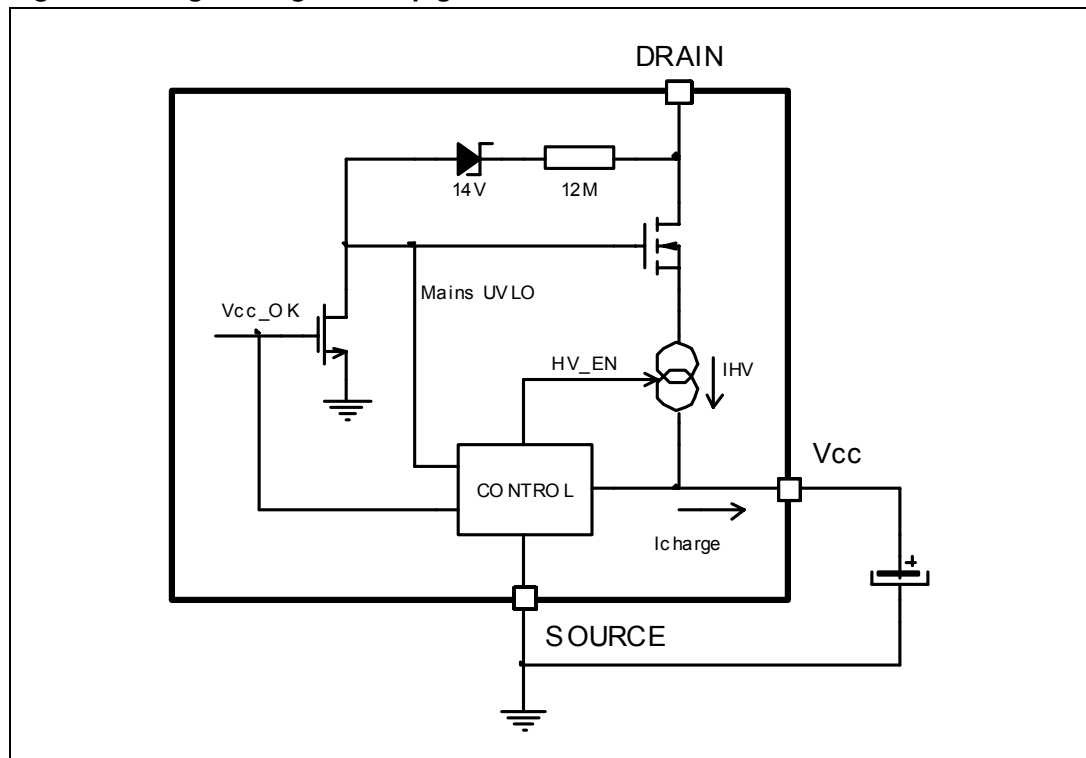 DRAIN
14V
12M
Mains UVLO
Vcc_OK
HV_EN
IHV
Vcc
CONTROL
Icharge
+
SOURCE